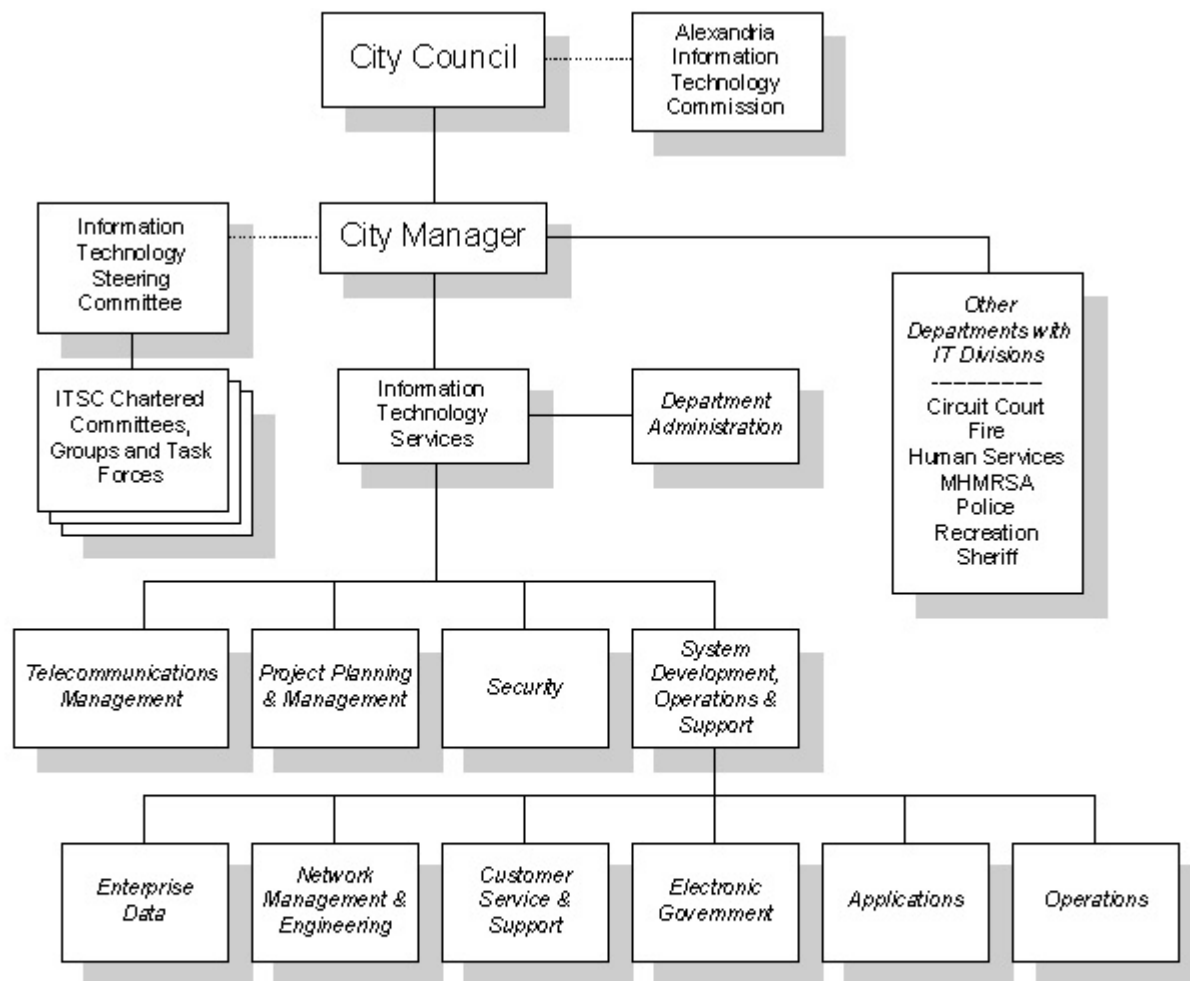 City Council
Alexandria
Information
Technology
Commission
Information
Technology
Steering
Committee
City Manager
Other
Departments with
IT Divisions
----------
Circuit Court
Fire
Human Services
MHMRSA
Police
Recreation
Sheriff
ITSC Chartered
Committees,
Groups and Task
Forces
Information
Technology
Services
Department
Administration
Telecommunications
Management
Project Planning
& Management
Security
System
Development,
Operations &
Support
Enterprise
Data
Network
Management &
Engineering
Customer
Service &
Support
Electronic
Government
Applications
Operations